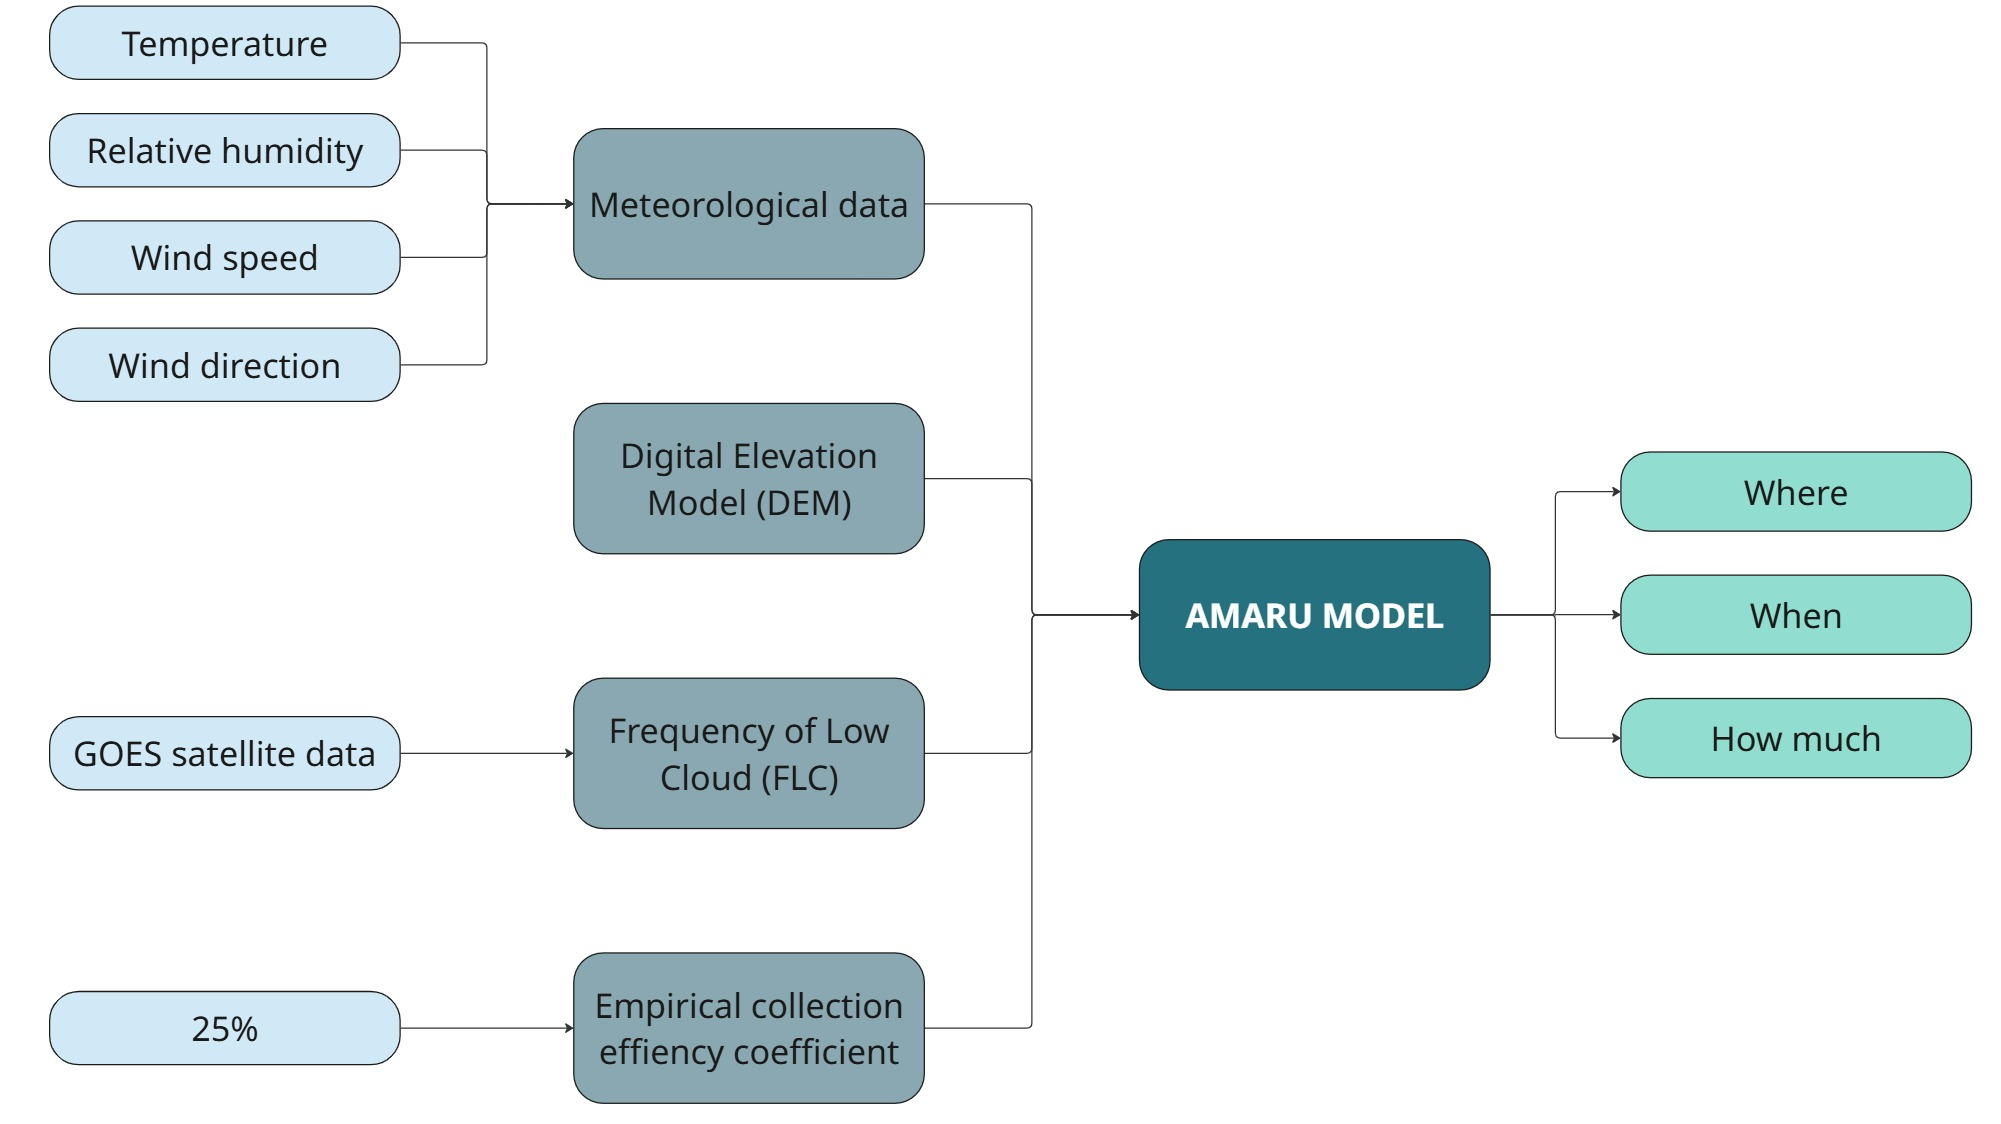 Temperature
Relative humidity
Wind speed
Wind direction
Meteorological data
Digital Elevation
Model (DEM)
GOES satellite data
Frequency of Low
Cloud (FLC)
25%
Empirical collection
effiency coefficient
AMARU MODEL
Where
When
How much